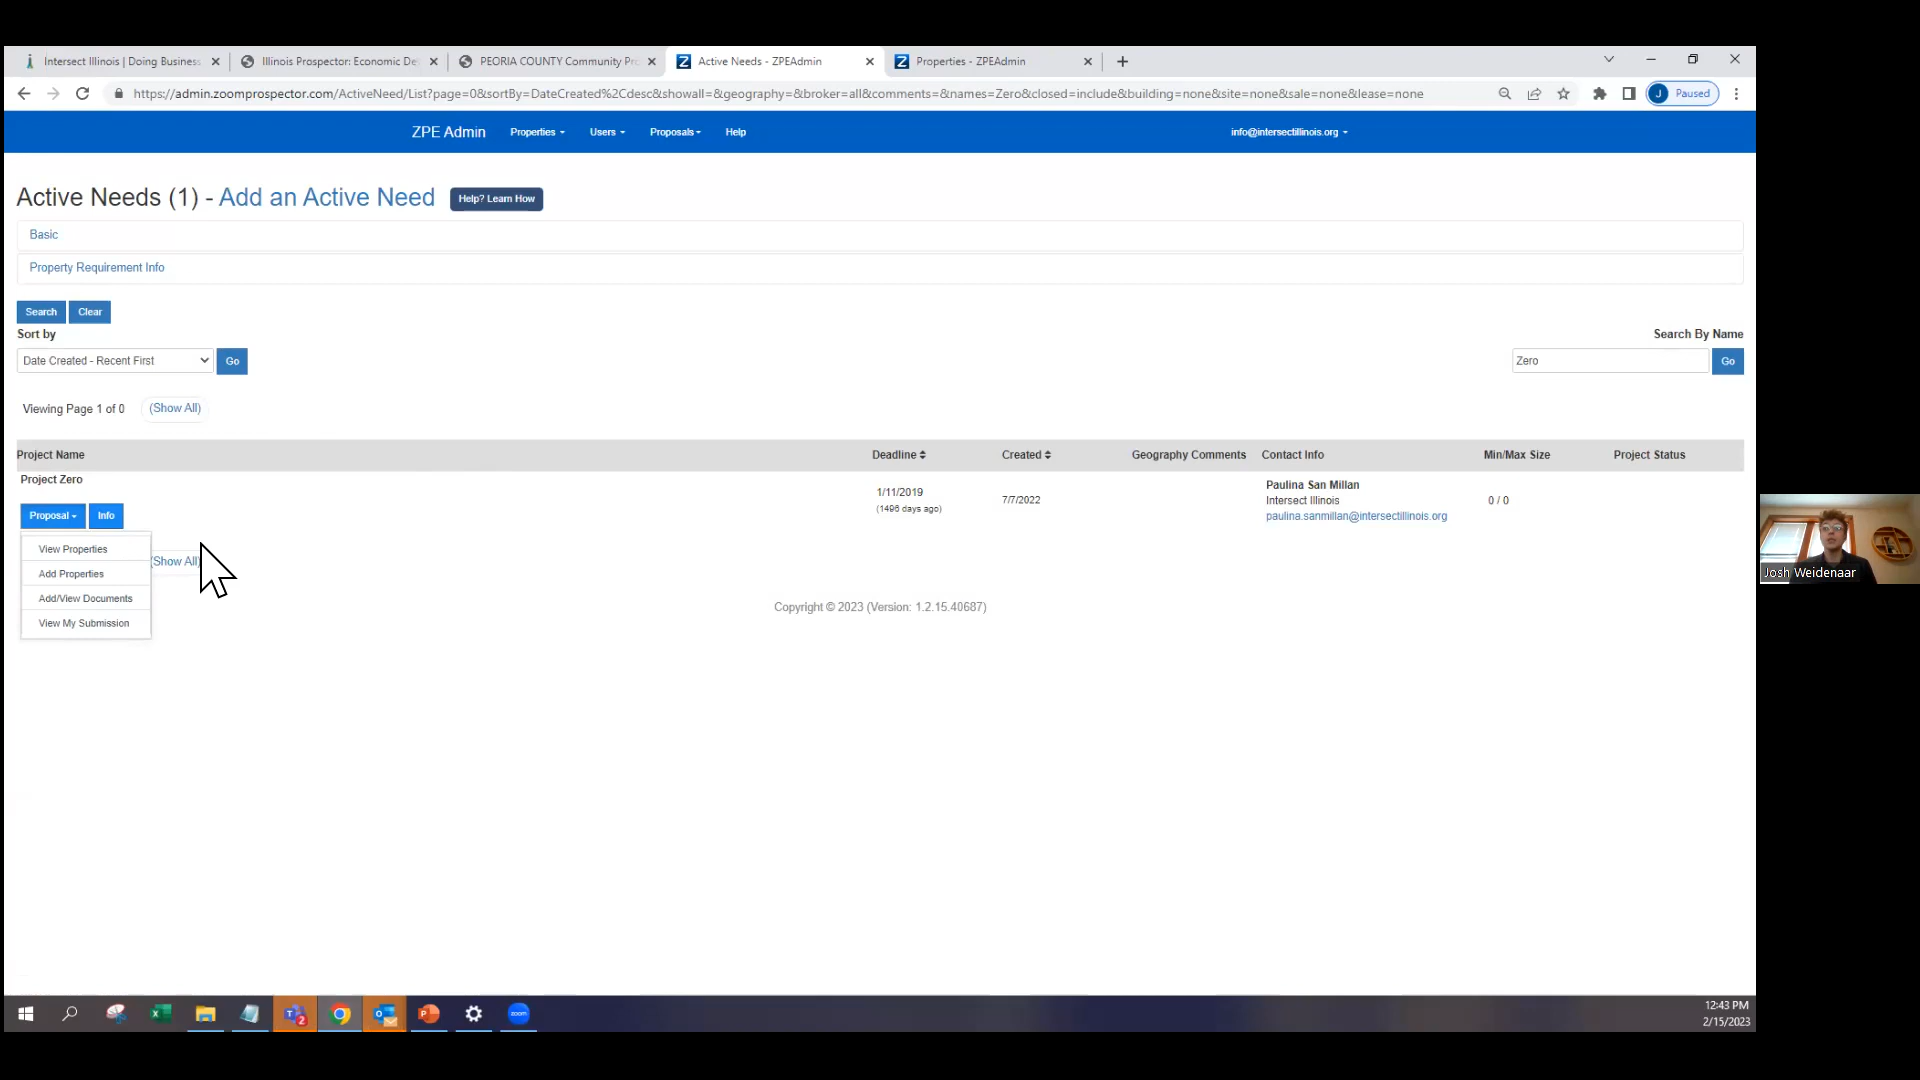 Intersect Illinois | Doing Business
Illinois Prospector: Economic De
PEORIA COUNTY Community Pr
Active Needs - ZPEAdmin
Properties - ZPEAdmin
https://admin.zoomprospector.com/ActiveNeed/List?page=0&sortBy=DateCreated%2Cdesc&showall=&geography=&broker=all&comments=&names=Zero&closed=include&building=none&site=none&sale=none&lease=none
J Paused
ZPE Admin Properties Users Proposals Help info@intersectillinois.org
Active Needs (1) - Add an Active Need Help? Learn How
Basic
Property Requirement Info
Search Clear
Sort by Search By Name
Date Created - Recent First Go Zero Go
Viewing Page 1 of 0 (Show All)
Project Name Deadline Created Geography Comments Contact Info Min/Max Size Project Status
Project Zero
Proposal Info
1/11/2019
(1496 days ago)
7/7/2022
Paulina San Millan
Intersect Illinois
paulina.sanmillan@intersectillinois.org
0 / 0
View Properties
Add Properties
Add/View Documents
View My Submission
(Show All)
Copyright © 2023 (Version: 1.2.15.40687)
Josh Weidenaar
zoom
12:43 PM
2/15/2023